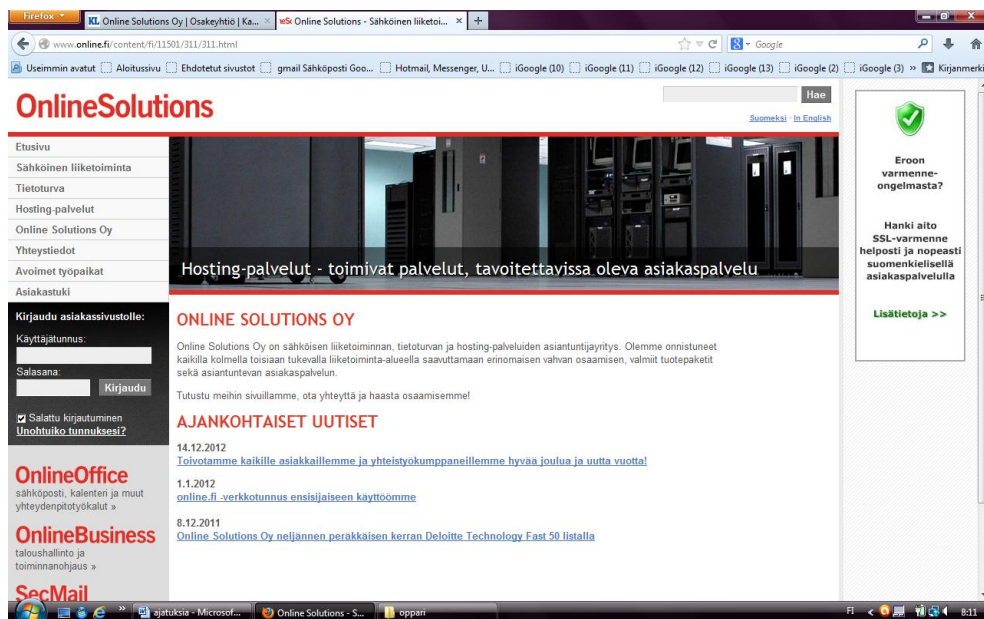 Firefox
KL Online Solutions Oy | Osakeyhtiö | Ka...
Online Solutions - Sähköinen liiketoi...
www.online.fi/content/fi/11501/311/311.html
Google
Useimmin avatut
Aloitussivu
Ehdotetut sivustot
gmail Sähköposti Goo...
Hotmail, Messenger, U...
iGoogle (10)
iGoogle (11)
iGoogle (12)
iGoogle (13)
iGoogle (2)
iGoogle (3)
»
Kirjanmerki
OnlineSolutions
Hae
Suomeksi · In English
Etusivu
Sähköinen liiketoiminta
Tietoturva
Hosting-palvelut
Online Solutions Oy
Yhteystiedot
Avoimet työpaikat
Asiakastuki
Hosting-palvelut - toimivat palvelut, tavoitettavissa oleva asiakaspalvelu
Kirjaudu asiakassivustolle:
Käyttäjätunnus:
Salasana:
Kirjaudu
Salattu kirjautuminen
Unohtuiko tunnuksesi?
OnlineOffice
sähköposti, kalenteri ja muut
yhteydenpitotyökalut »
OnlineBusiness
taloushallinto ja
toiminnanohjaus »
SecMail
ONLINE SOLUTIONS OY
Online Solutions Oy on sähköisen liiketoiminnan, tietoturvan ja hosting-palveluiden asiantuntijayritys. Olemme onnistuneet
kaikilla kolmella toisiaan tukevalla liiketoiminta-alueella saavuttamaan erinomaisen vahvan osaamisen, valmiit tuotepaketit
sekä asiantuntevan asiakaspalvelun.
Tutustu meihin sivuillamme, ota yhteyttä ja haasta osaamisemme!
AJANKOHTAISET UUTISET
14.12.2012
Toivotamme kaikille asiakkaillemme ja yhteistyökumppaneillemme hyvää joulua ja uutta vuotta!
1.1.2012
online.fi -verkkotunnus ensisijaiseen käyttöömme
8.12.2011
Online Solutions Oy neljännen peräkkäisen kerran Deloitte Technology Fast 50 listalla
Eroon
varmenne-
ongelmasta?
Hanki aito
SSL-varmenne
helposti ja nopeasti
suomenkielisellä
asiakaspalvelulla
Lisätietoja >>
ajatuksia - Microsof...
Online Solutions - S...
oppari
FI
8:11